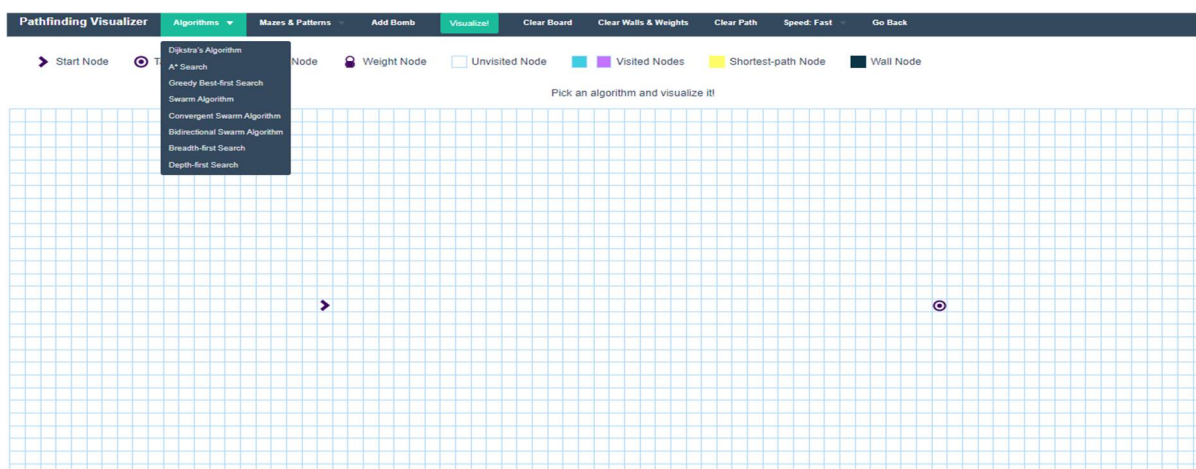 Pathfinding Visualizer Algorithms Mazes & Patterns Add Bomb Visualize! Clear Board Clear Walls & Weights Clear Path Speed: Fast Go Back
Dijkstra's Algorithm
A* Search
Greedy Best-first Search
Swarm Algorithm
Convergent Swarm Algorithm
Bidirectional Swarm Algorithm
Breadth-first Search
Depth-first Search
Start Node Node Weight Node Unvisited Node Visited Nodes Shortest-path Node Wall Node
Pick an algorithm and visualize it!